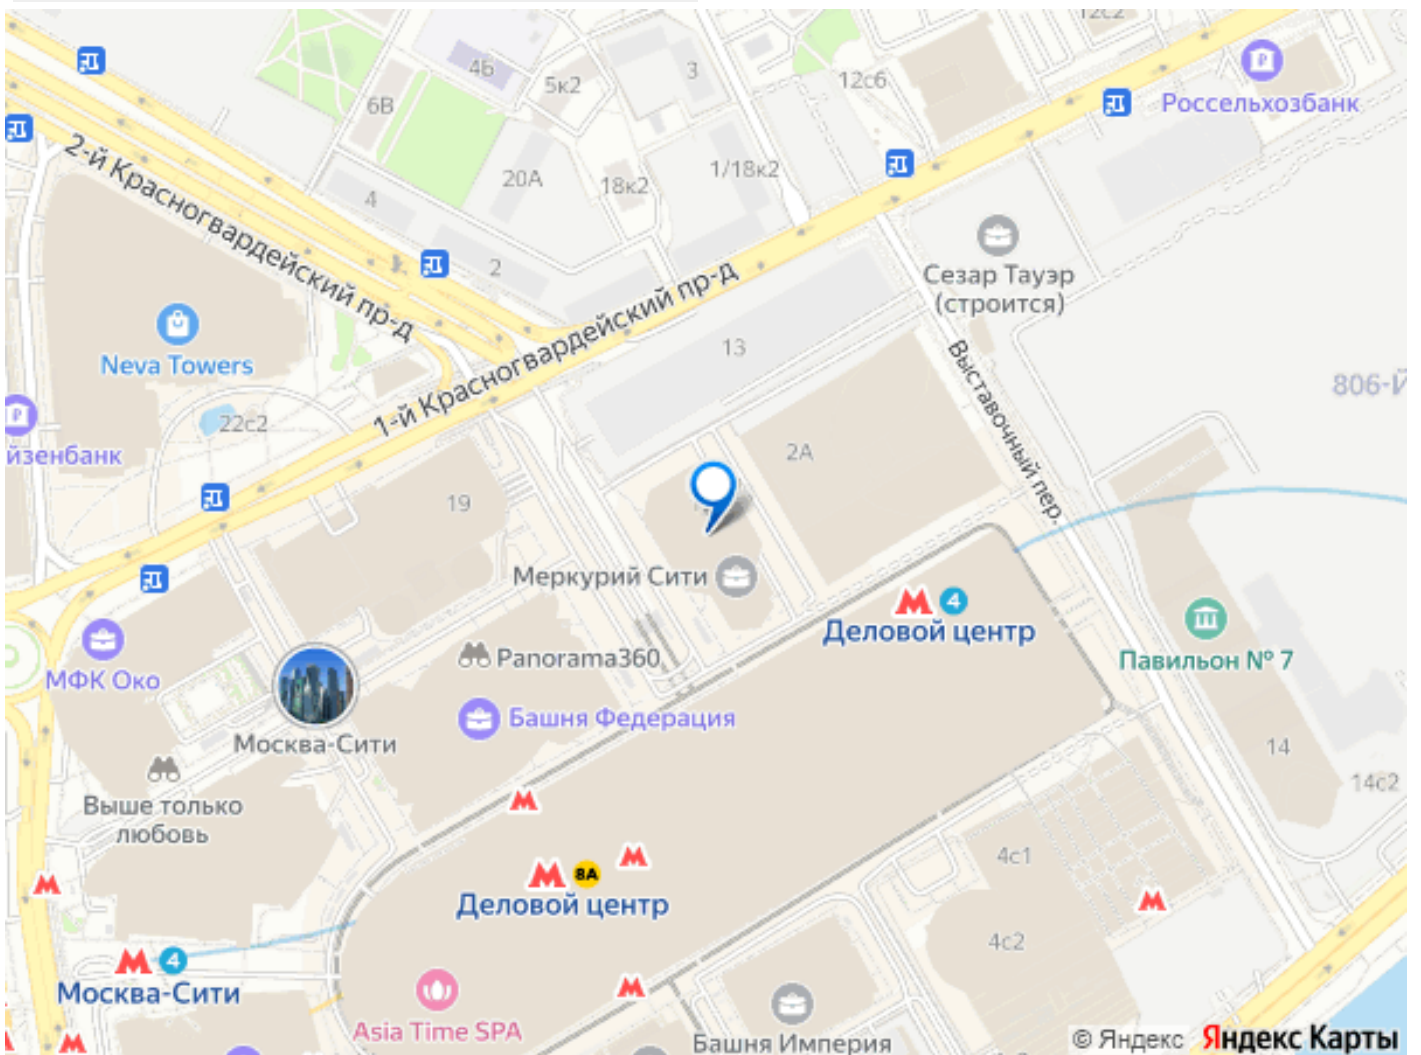 12с2
4Б
3
5к2
12с6
6В
Россельхозбанк
1/18к2
20А
18к2
4
2-й Красногвардейский пр-д
2
Сезар Тауэр
(строится)
1-й Красногвардейский пр-д
13
Neva Towers
Выставочный пер.
806-Й
22с2
йзенбанк
2А
19
Меркурий Сити
4
Деловой центр
Panorama360
Павильон № 7
МФК Око
Башня Федерация
Москва-Сити
14
14с2
Выше только
любовь
4с1
8А
Деловой центр
4с2
4
Москва-Сити
Asia Time SPA
Башня Империя
© Яндекс Яндекс Карты